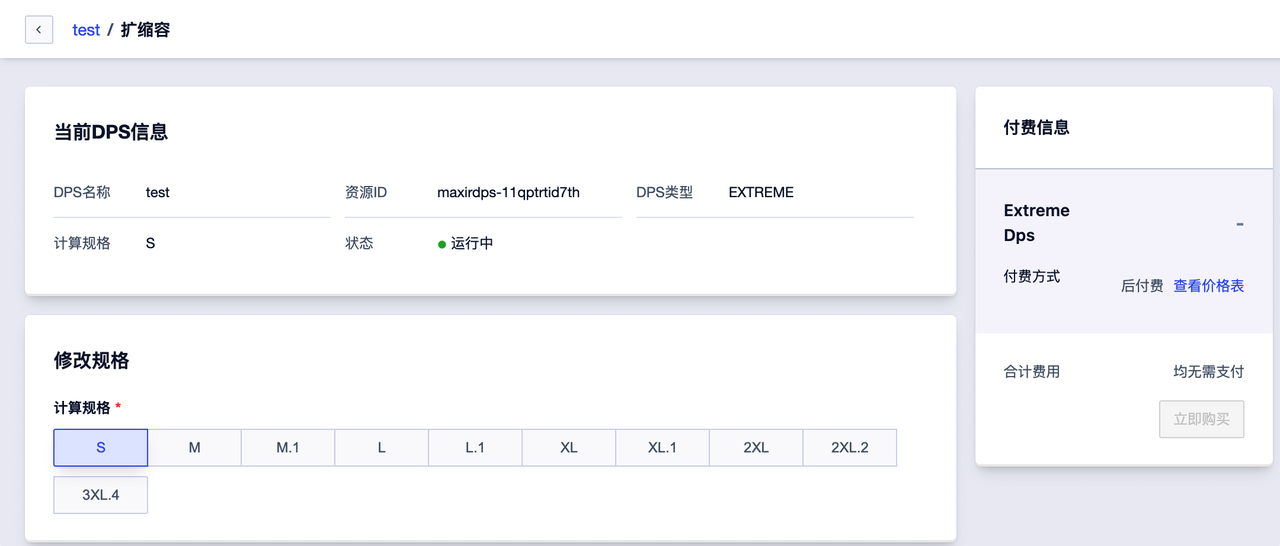 test / 扩缩容
当前DPS信息
DPS名称 test 资源ID maxirdps-11qptrtid7th DPS类型 EXTREME
计算规格 S 状态 运行中
修改规格
计算规格 *
S M M.1 L L.1 XL XL.1 2XL 2XL.2
3XL.4
付费信息
Extreme
Dps -
付费方式
后付费 查看价格表
合计费用 均无需支付
立即购买